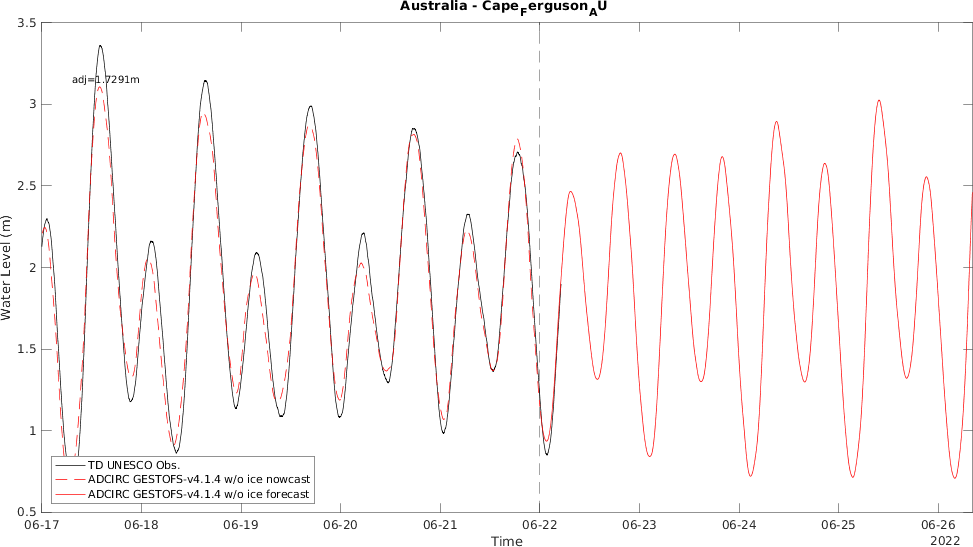 Australia - Cape_Ferguson_AU
3.5
adj=1.7291m
3
2.5
2
1.5
1
0.5
Water Level (m)
TD UNESCO Obs.
ADCIRC GESTOFS-v4.1.4 w/o ice nowcast
ADCIRC GESTOFS-v4.1.4 w/o ice forecast
06-17 06-18 06-19 06-20 06-21 06-22 06-23 06-24 06-25 06-26
Time 2022